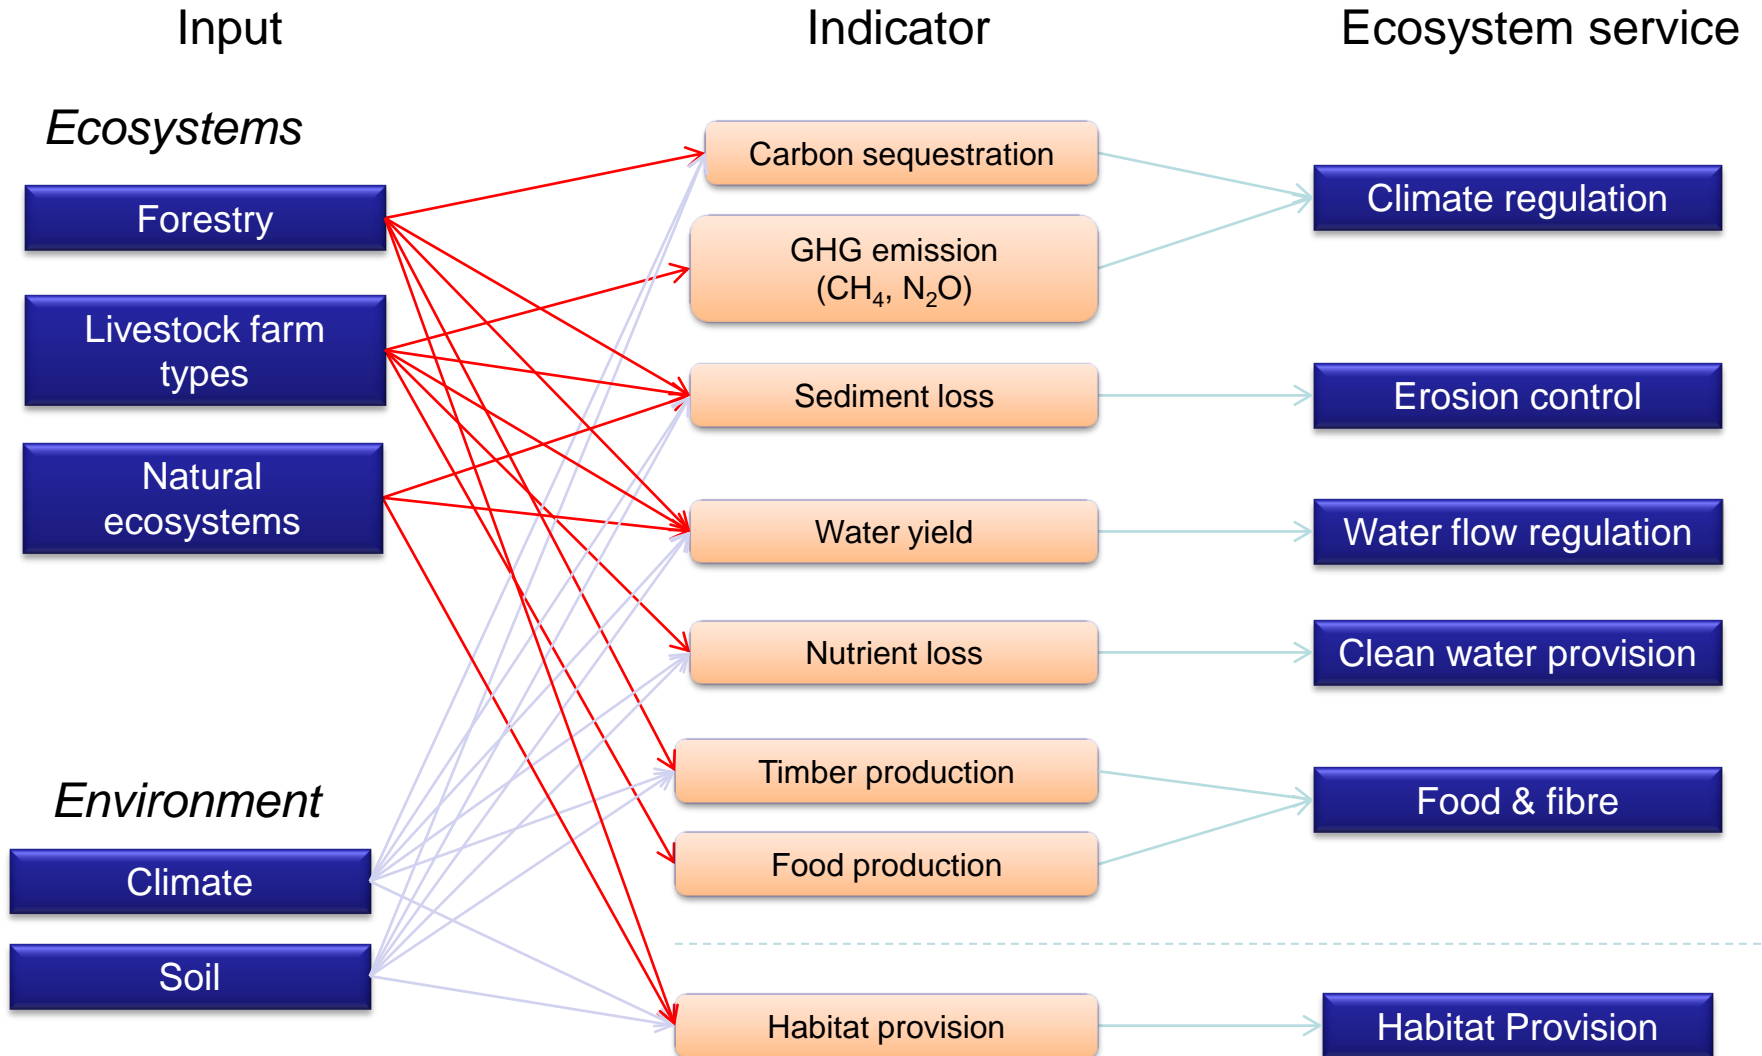 Input
Indicator
Ecosystem service
Ecosystems
Forestry
Livestock farm
types
Natural
ecosystems
Environment
Climate
Soil
Carbon sequestration
GHG emission
(CH₄, N₂O)
Sediment loss
Water yield
Nutrient loss
Timber production
Food production
Habitat provision
Climate regulation
Erosion control
Water flow regulation
Clean water provision
Food & fibre
Habitat Provision